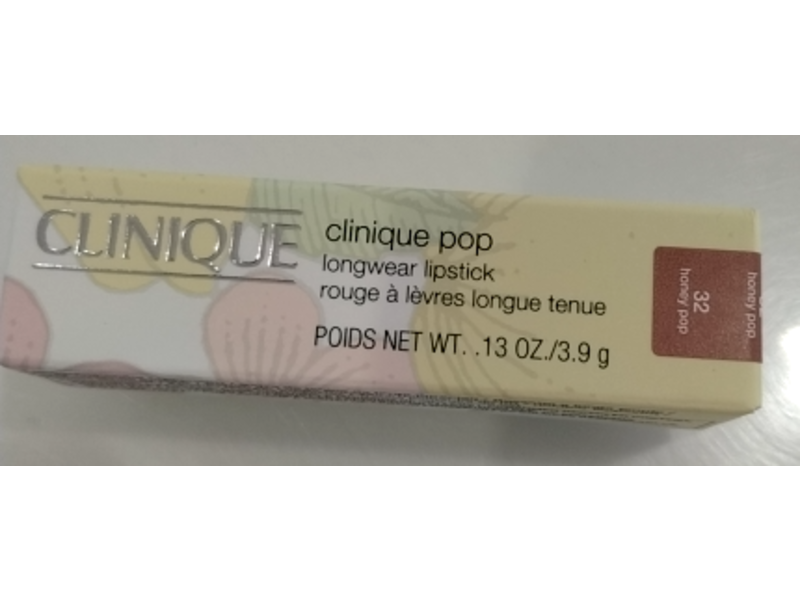 CLINIQUE
clinique pop
longwear lipstick
rouge à lèvres longue tenue
POIDS NET WT. .13 OZ./3.9 g
32
honey pop
honey pop